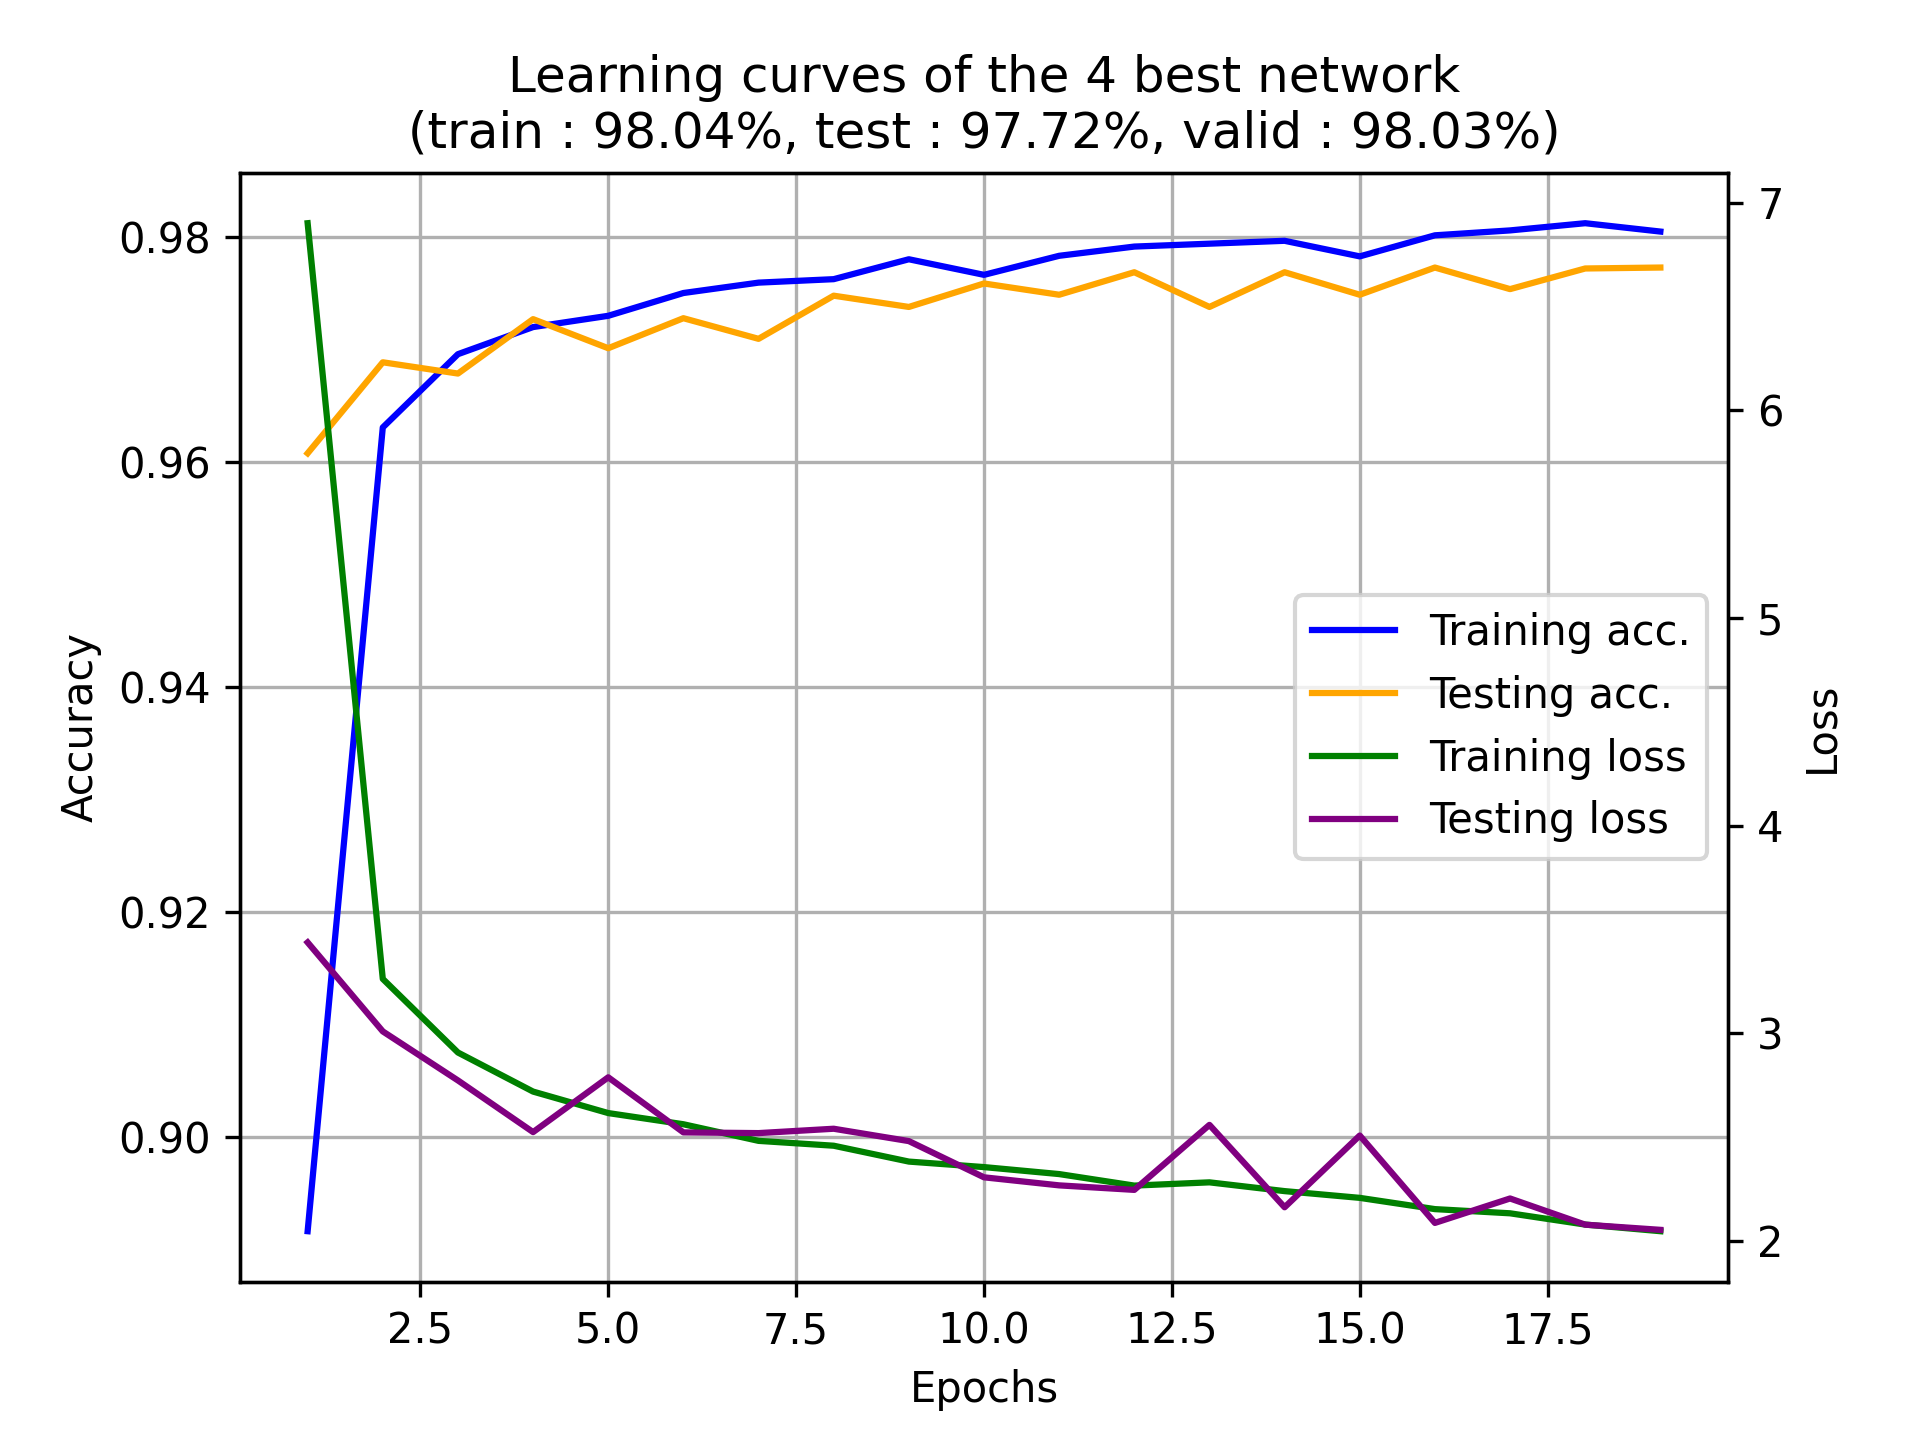 Learning curves of the 4 best network
(train : 98.04%, test : 97.72%, valid : 98.03%)
0.98
0.96
0.94
0.92
0.90
Accuracy
7
6
5
4
3
2
Loss
Training acc.
Testing acc.
Training loss
Testing loss
2.5 5.0 7.5 10.0 12.5 15.0 17.5
Epochs